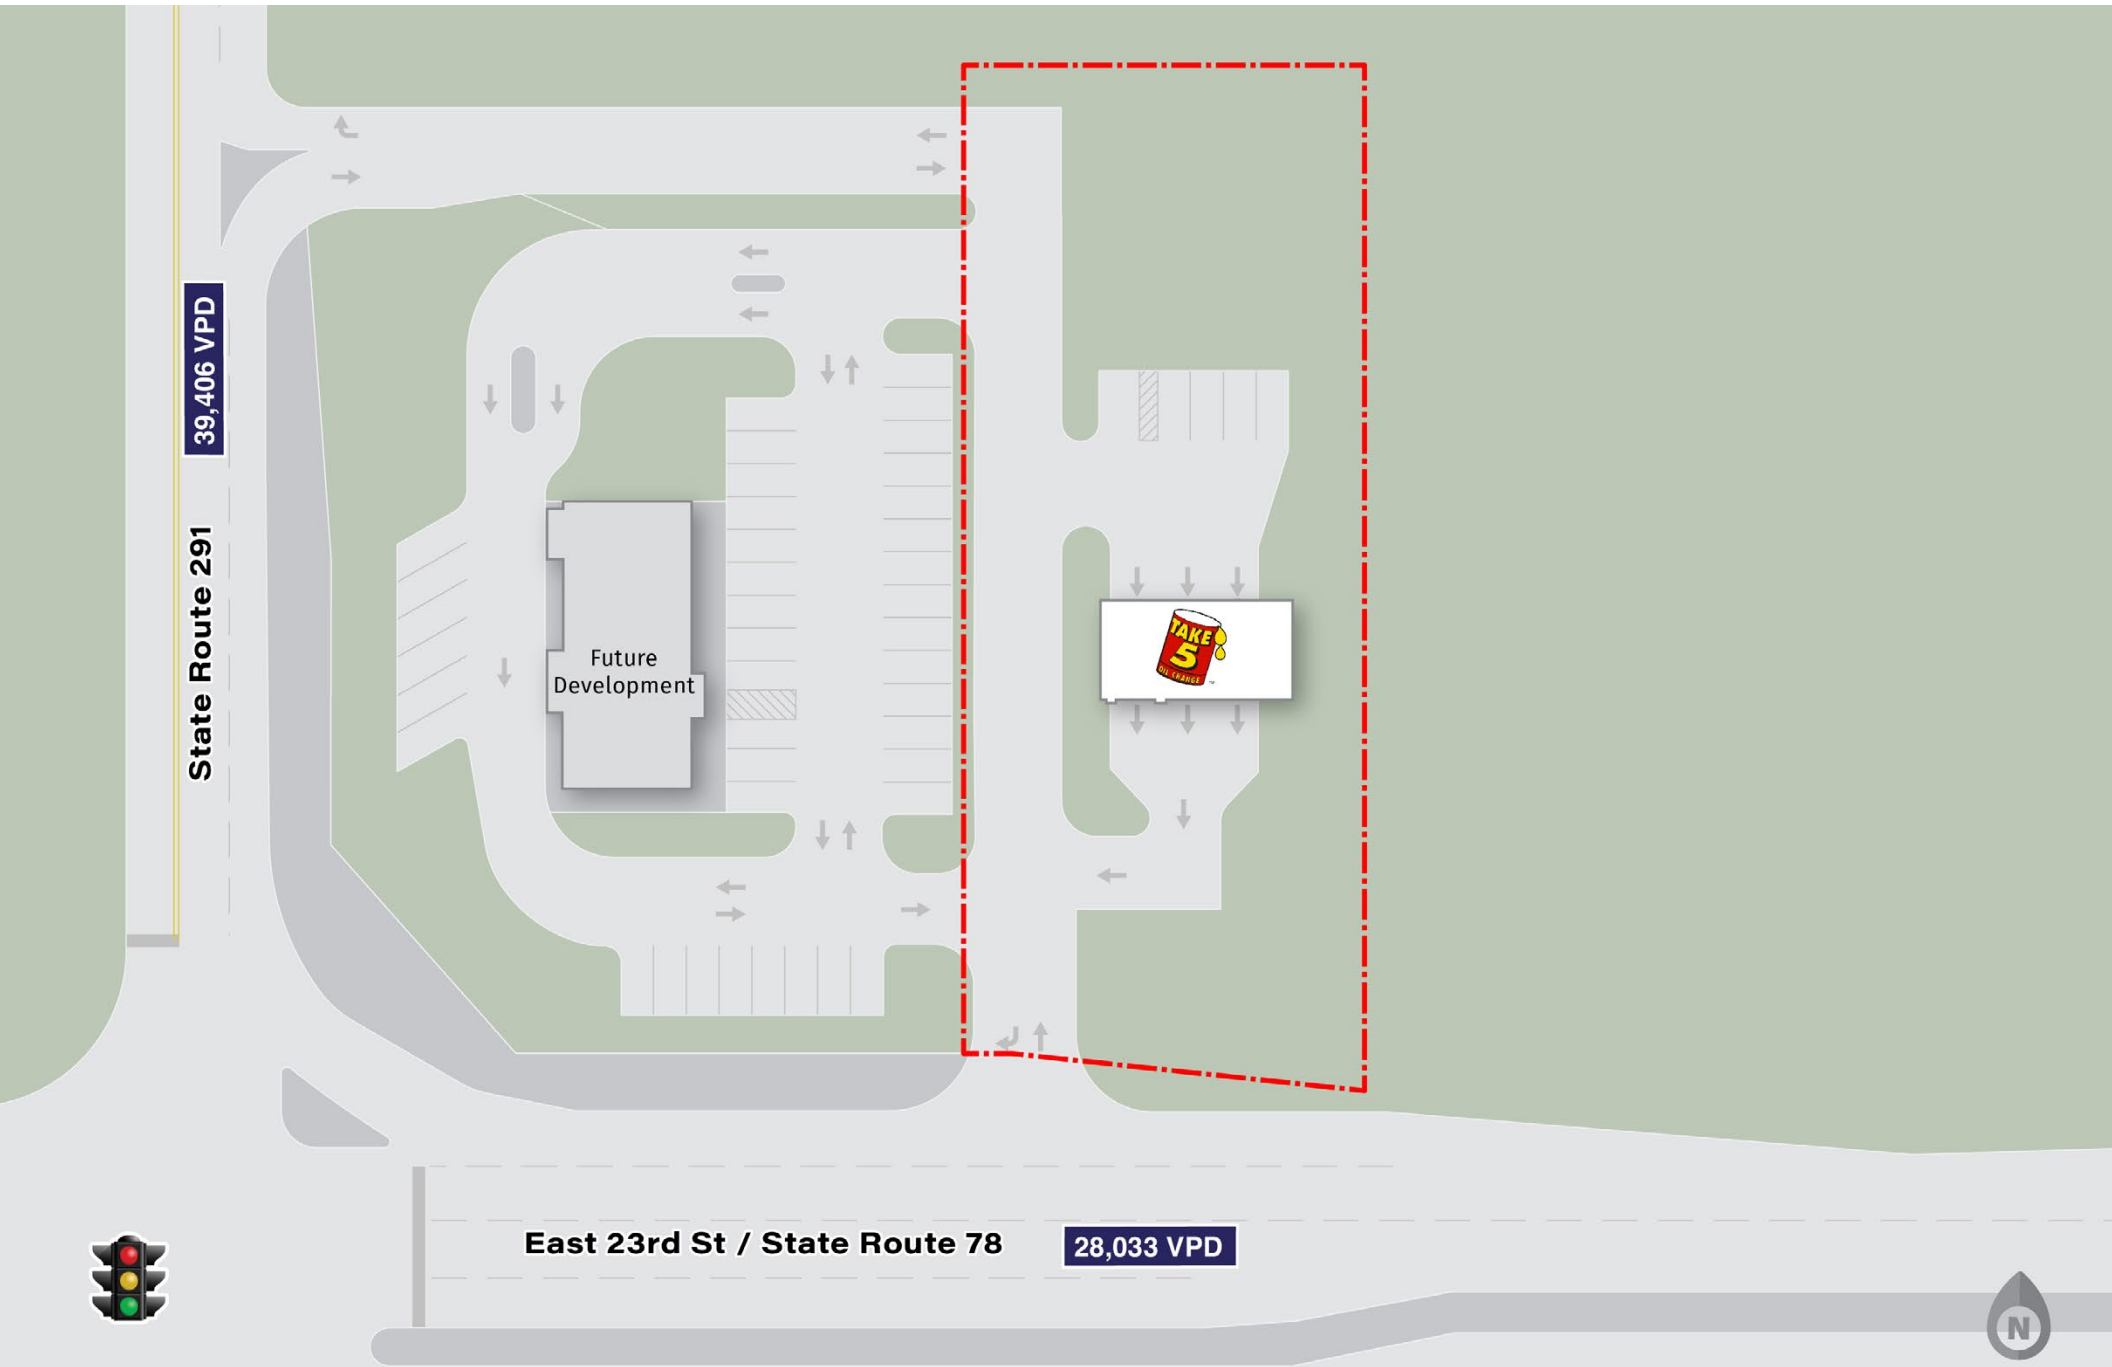 39,406 VPD
State Route 291
Future
Development
TAKE
5
OIL CHANGE
™
East 23rd St / State Route 78
28,033 VPD
N